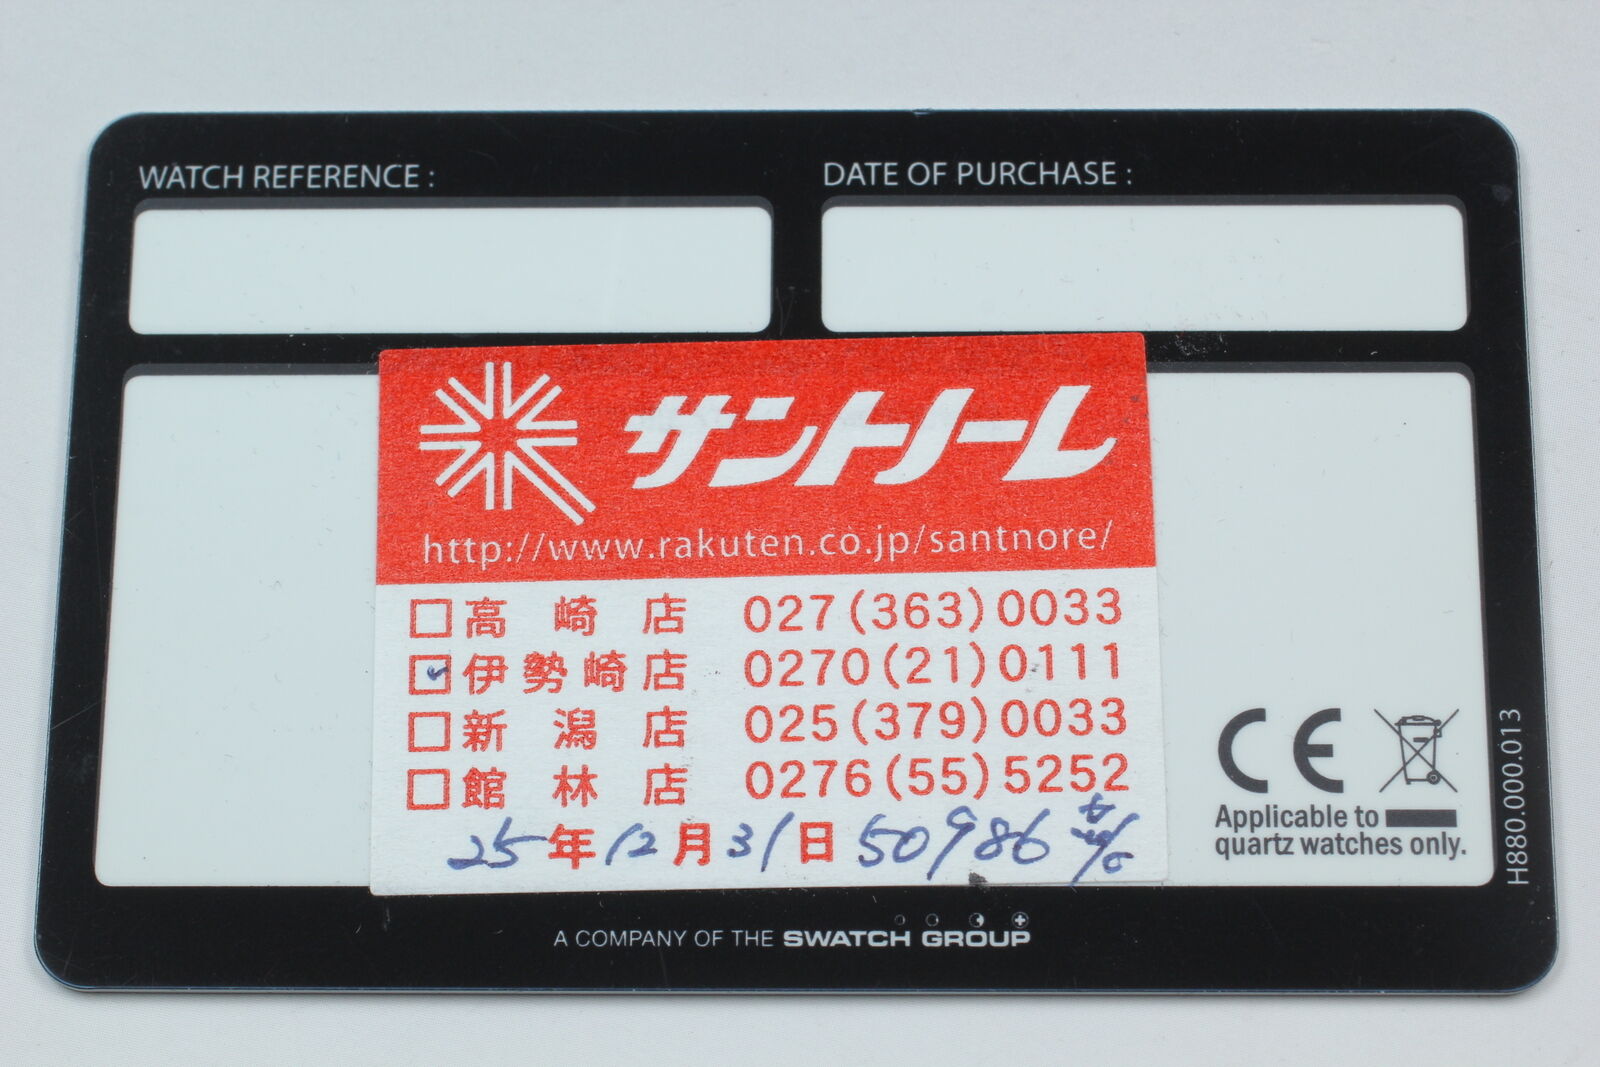 WATCH REFERENCE :
DATE OF PURCHASE :
サントノーレ
http://www.rakuten.co.jp/santnore/
高崎店 027(363)0033
伊勢崎店 0270(21)0111
新潟店 025(379)0033
館林店 0276(55)5252
25年12月31日 50986
CE
Applicable to
quartz watches only.
H880.000.013
A COMPANY OF THE SWATCH GROUP